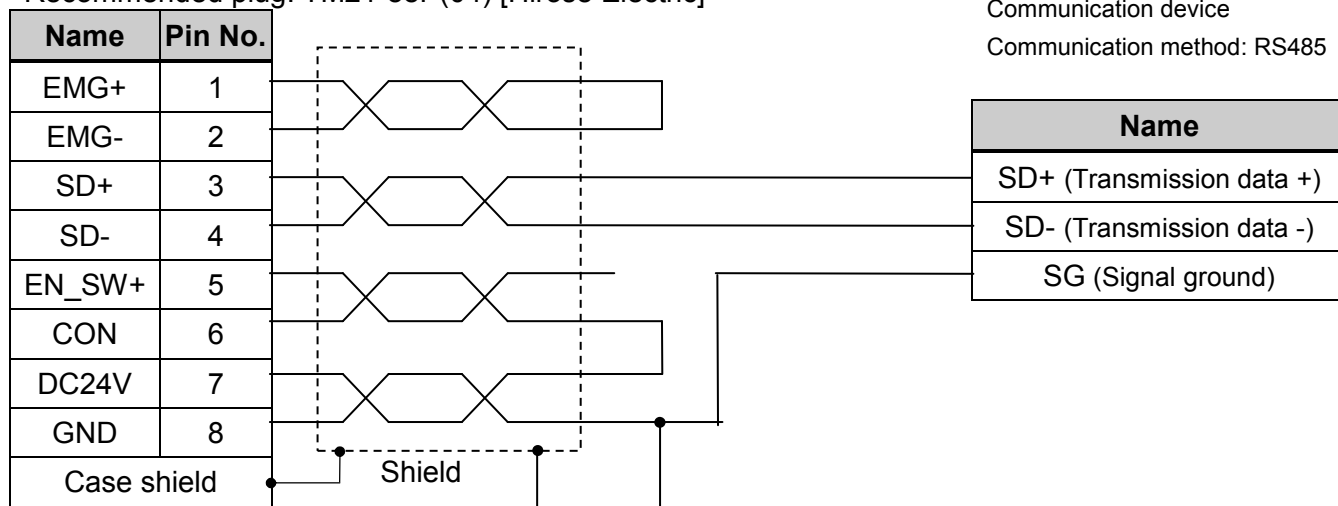 Communication device
Communication method: RS485
Name Pin No.
EMG+ 1
EMG- 2
SD+ 3
SD- 4
EN_SW+ 5
CON 6
DC24V 7
GND 8
Case shield
Shield
Name
SD+ (Transmission data +)
SD- (Transmission data -)
SG (Signal ground)